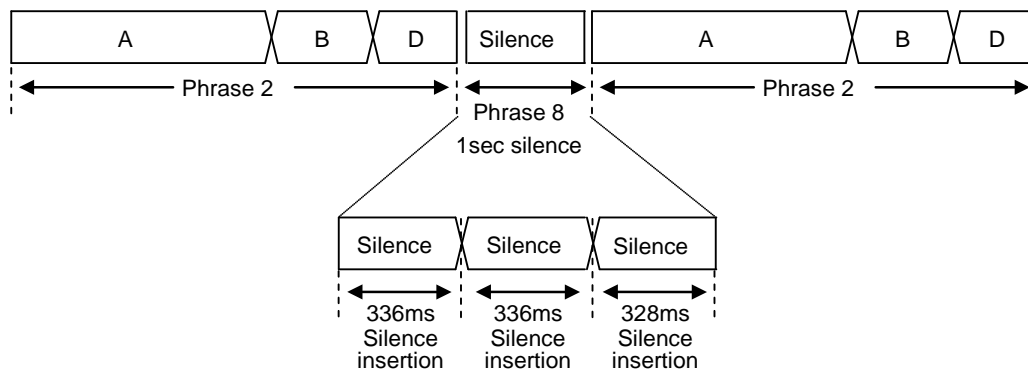 A B D Silence A B D
Phrase 2 Phrase 2
Phrase 8
1sec silence
Silence Silence Silence
336ms 336ms 328ms
Silence Silence Silence
insertion insertion insertion